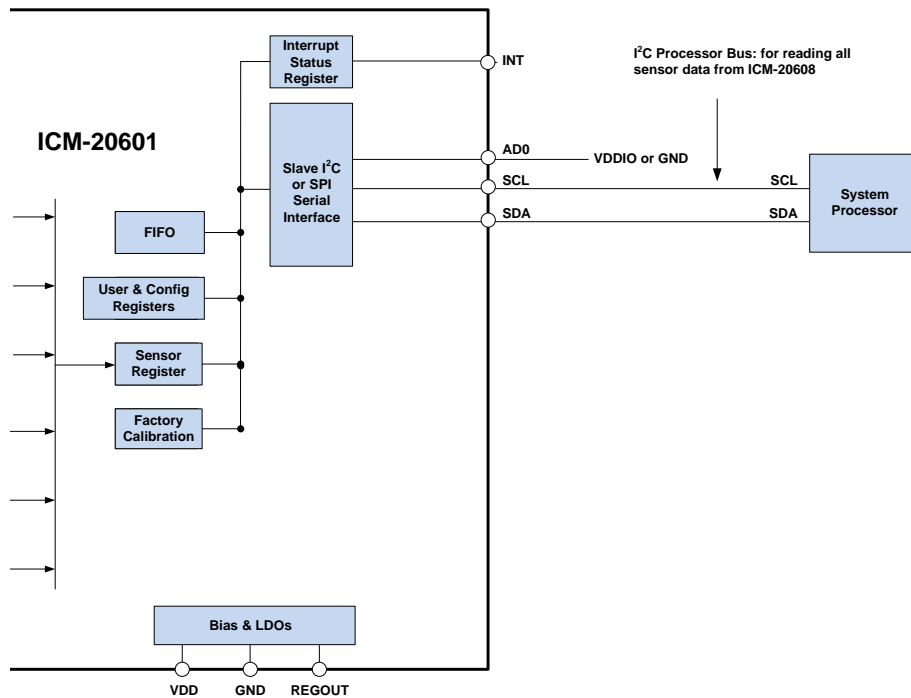 Interrupt
Status
Register
INT
I²C Processor Bus: for reading all
sensor data from ICM-20608
ICM-20601
Slave I²C
or SPI
Serial
Interface
AD0
VDDIO or GND
SCL
SCL
SDA
SDA
System
Processor
FIFO
User & Config
Registers
Sensor
Register
Factory
Calibration
Bias & LDOs
VDD
GND
REGOUT